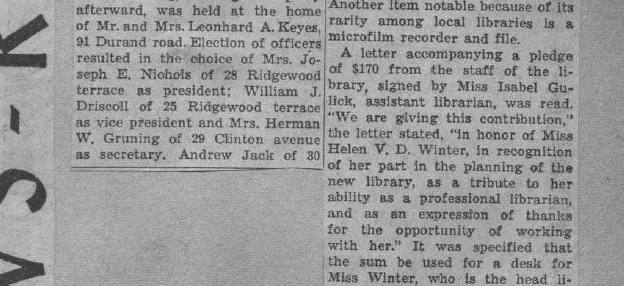 afterward, was held at the home
of Mr. and Mrs. Leonhard A. Keyes,
91 Durand road. Election of officers
resulted in the choice of Mrs. Jo-
seph E. Nichols of 28 Ridgewood
terrace as president; William J.
Driscoll of 25 Ridgewood terrace
as vice president and Mrs. Herman
W. Gruning of 29 Clinton avenue
as secretary. Andrew Jack of 30
Another item notable because of its
rarity among local libraries is a
microfilm recorder and file.
A letter accompanying a pledge
of $170 from the staff of the li-
brary, signed by Miss Isabel Gu-
lick, assistant librarian, was read.
"We are giving this contribution,"
the letter stated, "in honor of Miss
Helen V. D. Winter, in recognition
of her part in the planning of the
new library, as a tribute to her
ability as a professional librarian,
and as an expression of thanks
for the opportunity of working
with her." It was specified that
the sum be used for a desk for
Miss Winter, who is the head li-